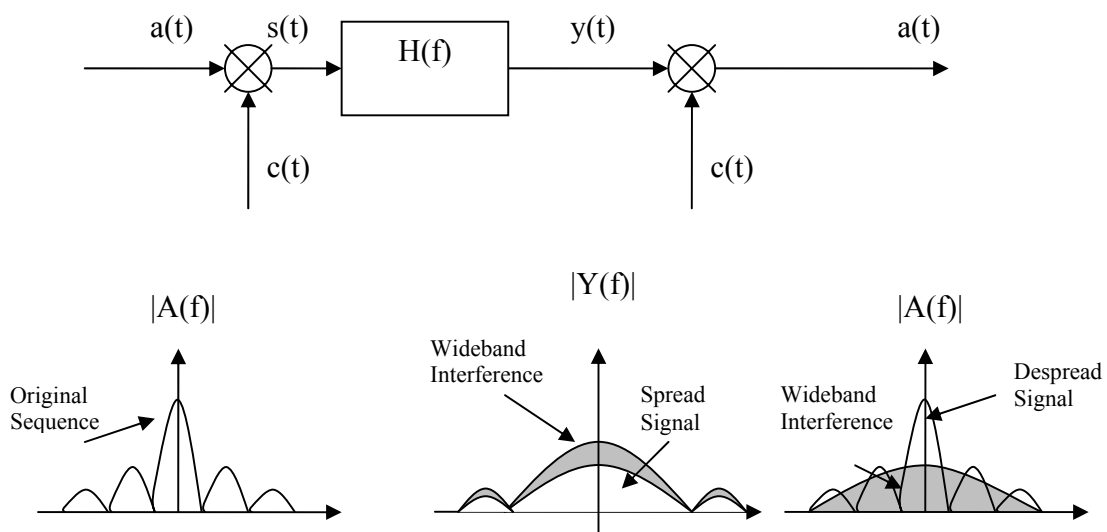 a(t)
s(t)
H(f)
y(t)
a(t)
c(t)
c(t)
|A(f)|
Original
Sequence
|Y(f)|
Wideband
Interference
Spread
Signal
|A(f)|
Wideband
Interference
Despread
Signal